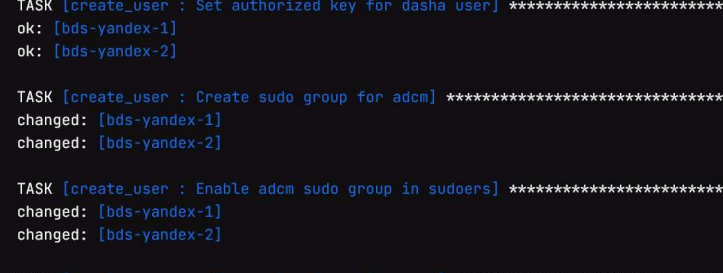 TASK [create_user : Set authorized key for dasha user] ************************
ok: [bds-yandex-1]
ok: [bds-yandex-2]
TASK [create_user : Create sudo group for adcm] *******************************
changed: [bds-yandex-1]
changed: [bds-yandex-2]
TASK [create_user : Enable adcm sudo group in sudoers] ************************
changed: [bds-yandex-1]
changed: [bds-yandex-2]